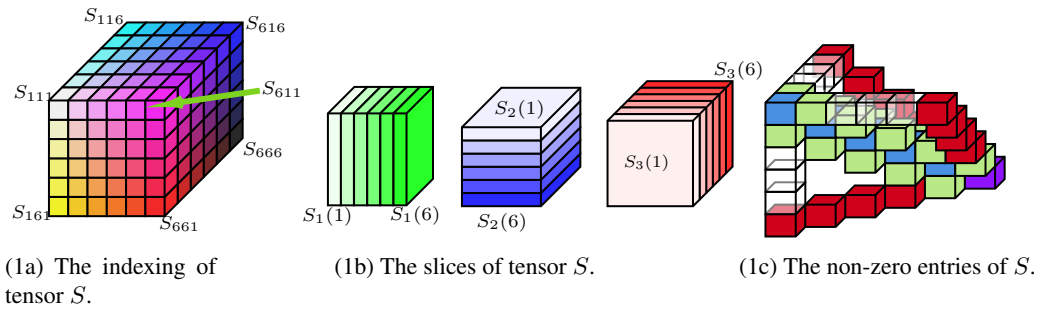 S₁₁₆
S₆₁₆
S₁₁₁
S₆₁₁
S₆₆₆
S₁₆₁
S₆₆₁
S₁(1)
S₁(6)
S₂(1)
S₂(6)
S₃(6)
S₃(1)
(1a) The indexing of
tensor S.
(1b) The slices of tensor S.
(1c) The non-zero entries of S.